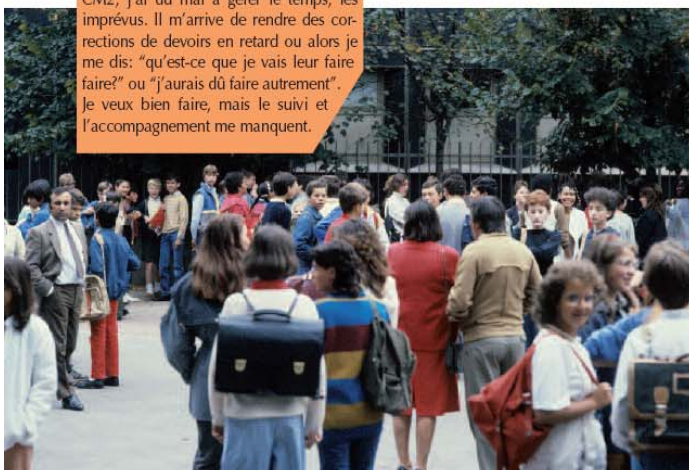 CM2, j'ai du mal à gérer le temps, les
imprévus. Il m'arrive de rendre des cor-
rections de devoirs en retard ou alors je
me dis: “qu'est-ce que je vais leur faire
faire?” ou “j'aurais dû faire autrement”.
Je veux bien faire, mais le suivi et
l'accompagnement me manquent.